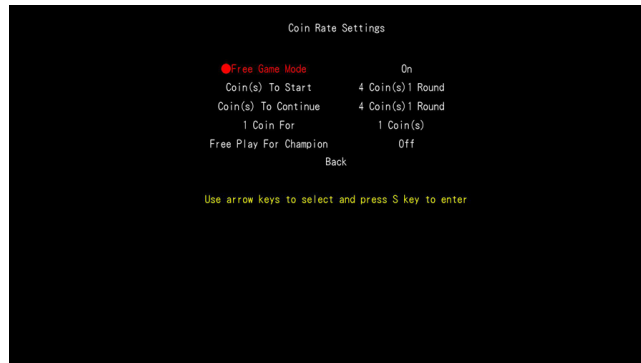 Coin Rate Settings
Free Game Mode On
Coin(s) To Start 4 Coin(s)1 Round
Coin(s) To Continue 4 Coin(s)1 Round
1 Coin For 1 Coin(s)
Free Play For Champion Off
Back
Use arrow keys to select and press S key to enter